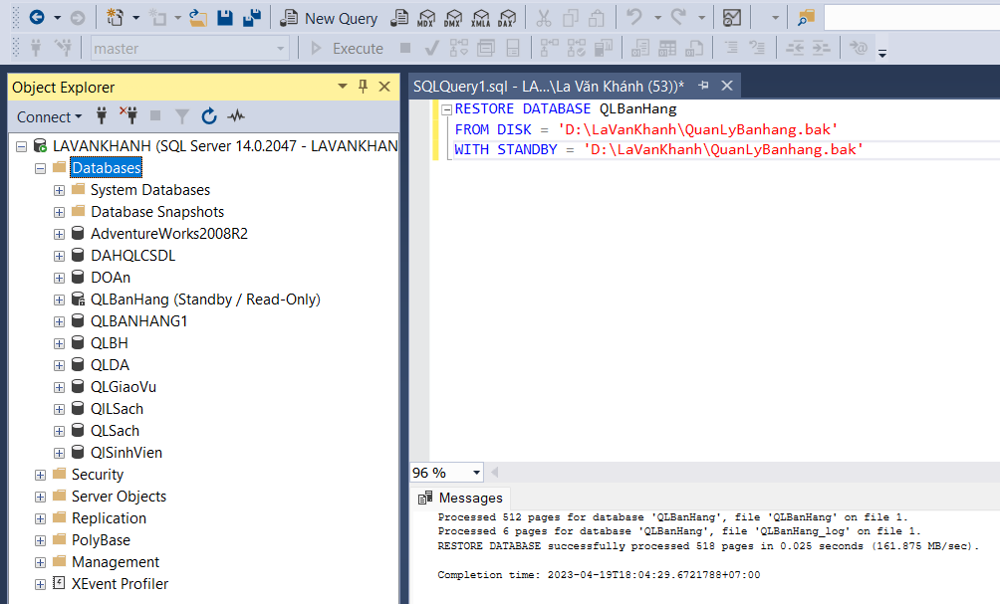 New Query
MDX
DMX
XMLA
DAX
master
Execute
Object Explorer
Connect
LAVANKHANH (SQL Server 14.0.2047 - LAVANKHAN
Databases
System Databases
Database Snapshots
AdventureWorks2008R2
DAHQLCSDL
DOAn
QLBanHang (Standby / Read-Only)
QLBANHANG1
QLBH
QLDA
QLGiaoVu
QlLSach
QLSach
QlSinhVien
Security
Server Objects
Replication
PolyBase
Management
XEvent Profiler
SQLQuery1.sql - LA...\La Văn Khánh (53))*
RESTORE DATABASE QLBanHang
FROM DISK = 'D:\LaVanKhanh\QuanLyBanhang.bak'
WITH STANDBY = 'D:\LaVanKhanh\QuanLyBanhang.bak'
96 %
Messages
Processed 512 pages for database 'QLBanHang', file 'QLBanHang' on file 1.
Processed 6 pages for database 'QLBanHang', file 'QLBanHang_log' on file 1.
RESTORE DATABASE successfully processed 518 pages in 0.025 seconds (161.875 MB/sec).
Completion time: 2023-04-19T18:04:29.6721788+07:00